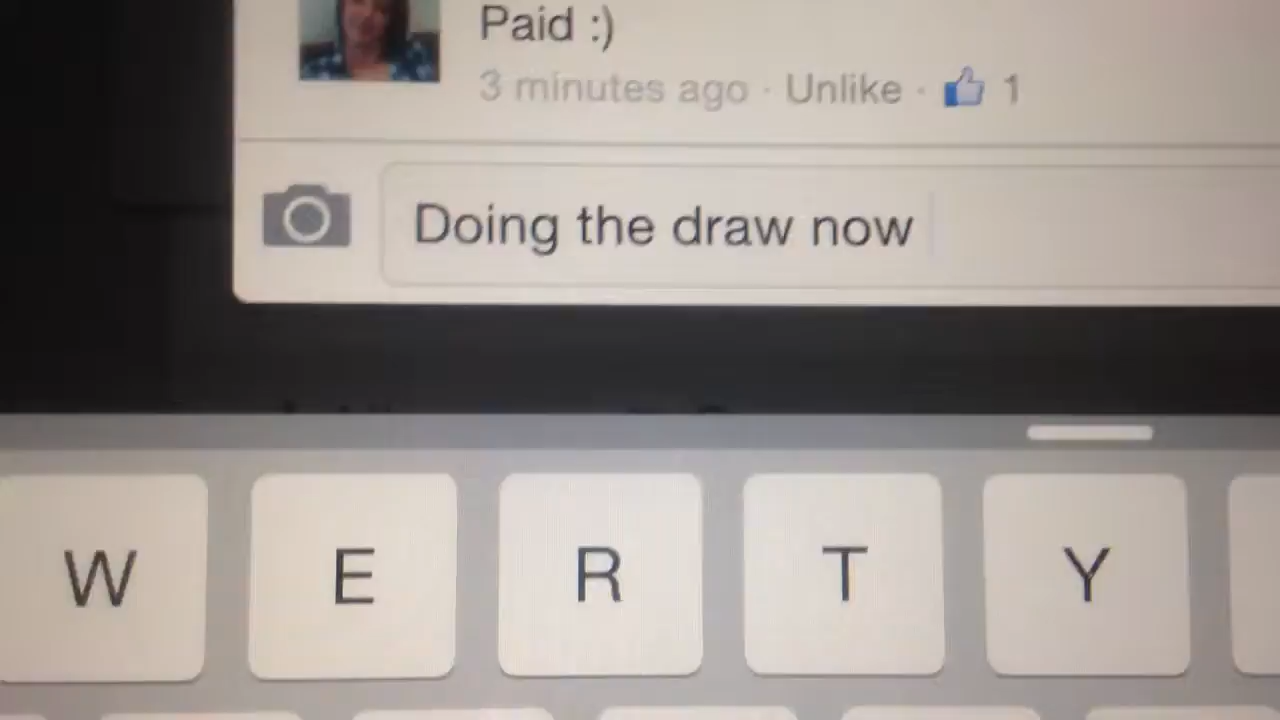 Paid :)
3 minutes ago · Unlike · 1
Doing the draw now
W E R T Y